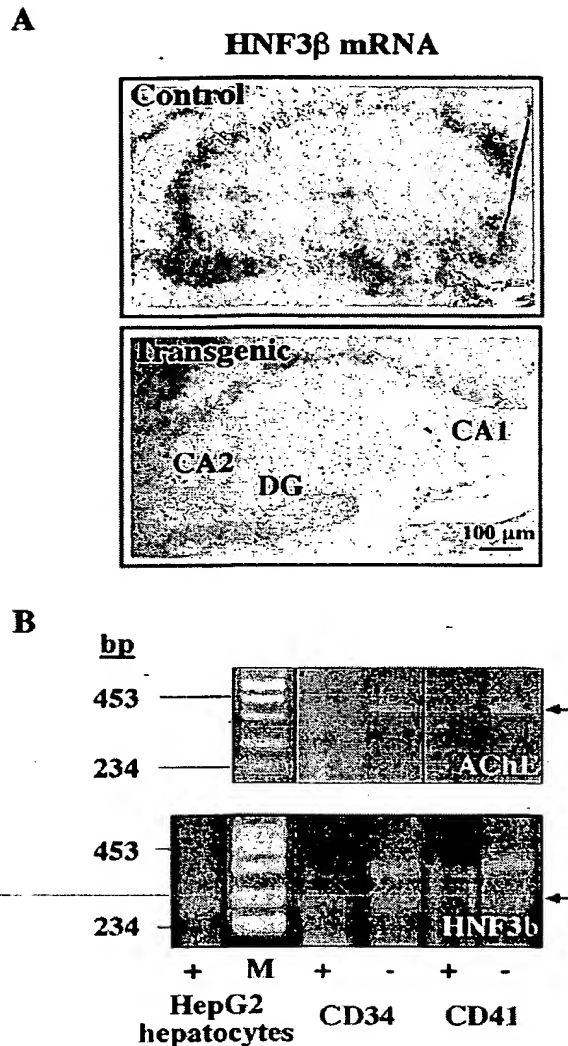 A
HNF3β mRNA
Control
Transgenic
CA1
CA2
DG
100 µm
B
bp
453
234
AChE
453
234
HNF3b
+ M + - + -
HepG2 hepatocytes CD34 CD41